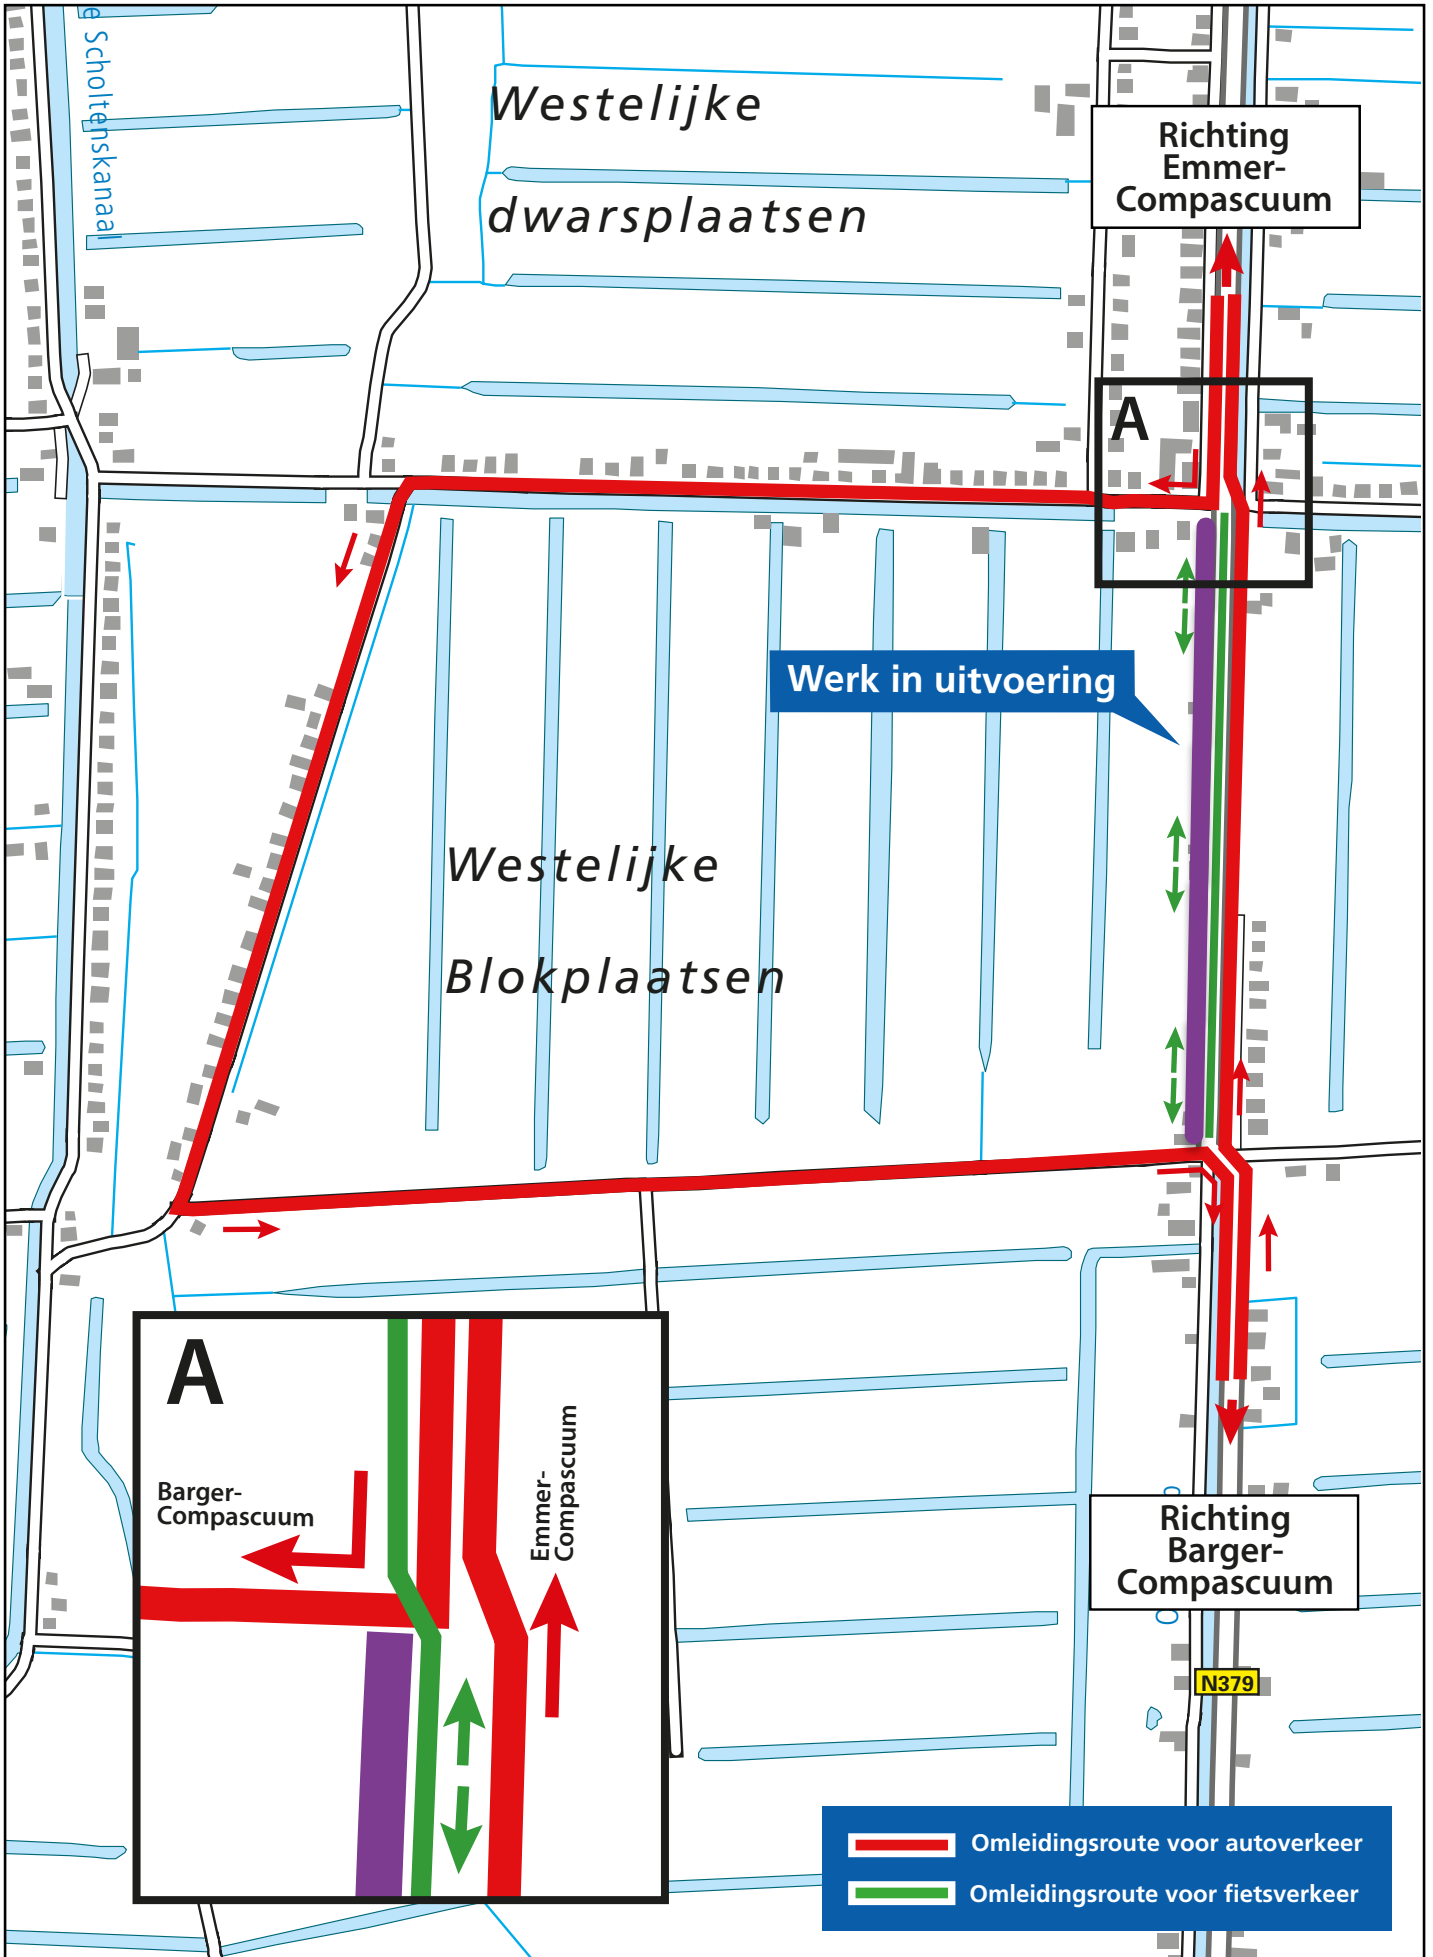 e Scholtenskanaal
Westelijke
dwarsplaatsen
Richting
Emmer-
Compascuum
A
Werk in uitvoering
Westelijke
Blokplaatsen
A
Barger-
Compascuum
Emmer-
Compascuum
Richting
Barger-
Compascuum
N379
Omleidingsroute voor autoverkeer
Omleidingsroute voor fietsverkeer